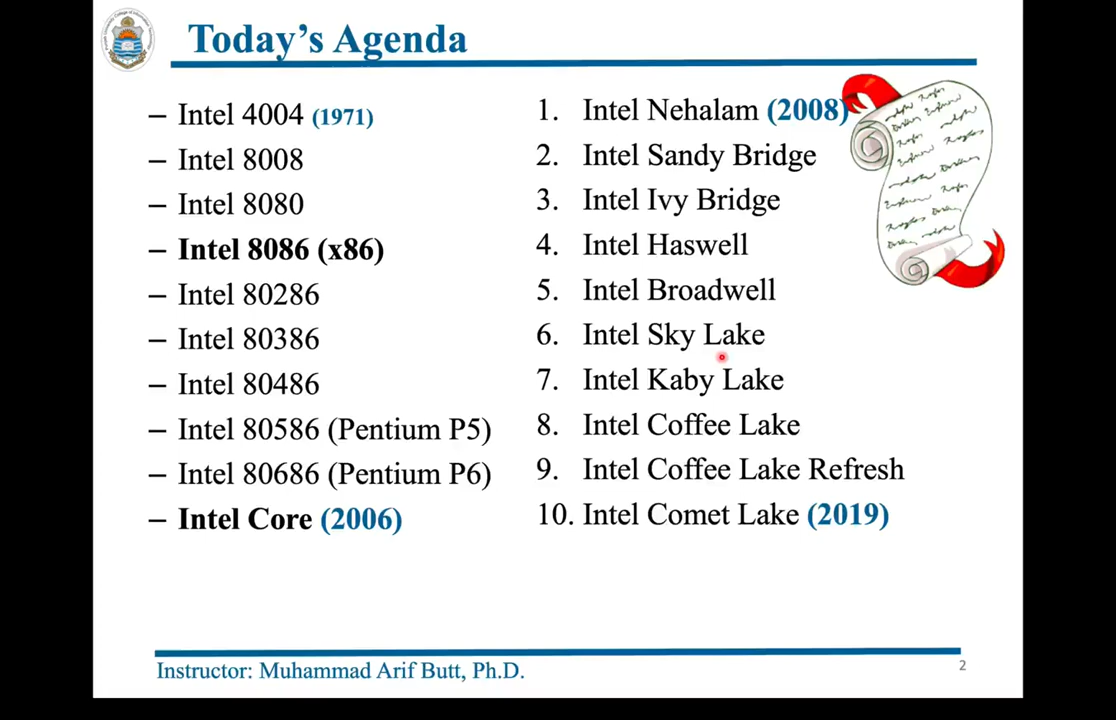 Today's Agenda
– Intel 4004 (1971)
– Intel 8008
– Intel 8080
– Intel 8086 (x86)
– Intel 80286
– Intel 80386
– Intel 80486
– Intel 80586 (Pentium P5)
– Intel 80686 (Pentium P6)
– Intel Core (2006)
1. Intel Nehalam (2008)
2. Intel Sandy Bridge
3. Intel Ivy Bridge
4. Intel Haswell
5. Intel Broadwell
6. Intel Sky Lake
7. Intel Kaby Lake
8. Intel Coffee Lake
9. Intel Coffee Lake Refresh
10. Intel Comet Lake (2019)
Instructor: Muhammad Arif Butt, Ph.D.
2